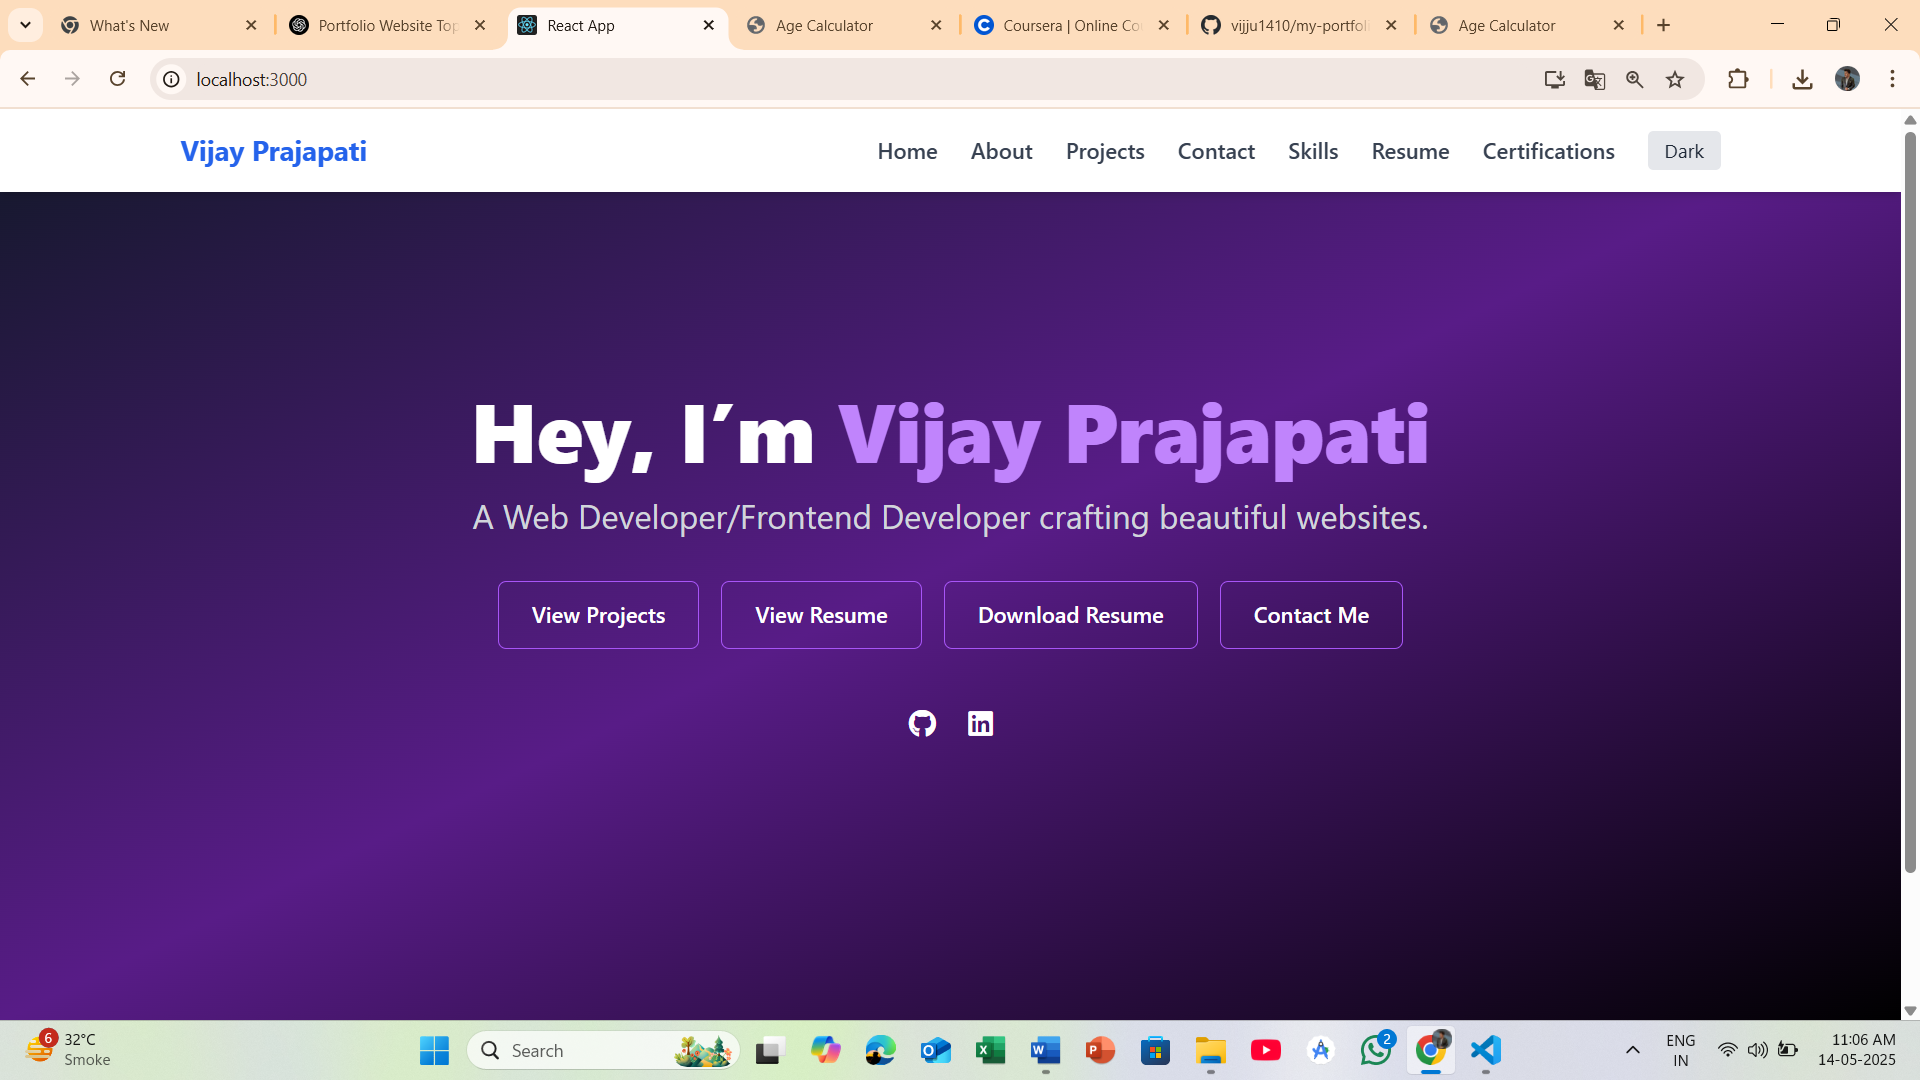 What's New
Portfolio Website Top
React App
Age Calculator
Coursera | Online Co
vijju1410/my-portfoli
Age Calculator
localhost:3000
Vijay Prajapati
Home About Projects Contact Skills Resume Certifications Dark
Hey, I’m Vijay Prajapati
A Web Developer/Frontend Developer crafting beautiful websites.
View Projects View Resume Download Resume Contact Me
6
32°C
Smoke
Search
2
ENG
IN
11:06 AM
14-05-2025